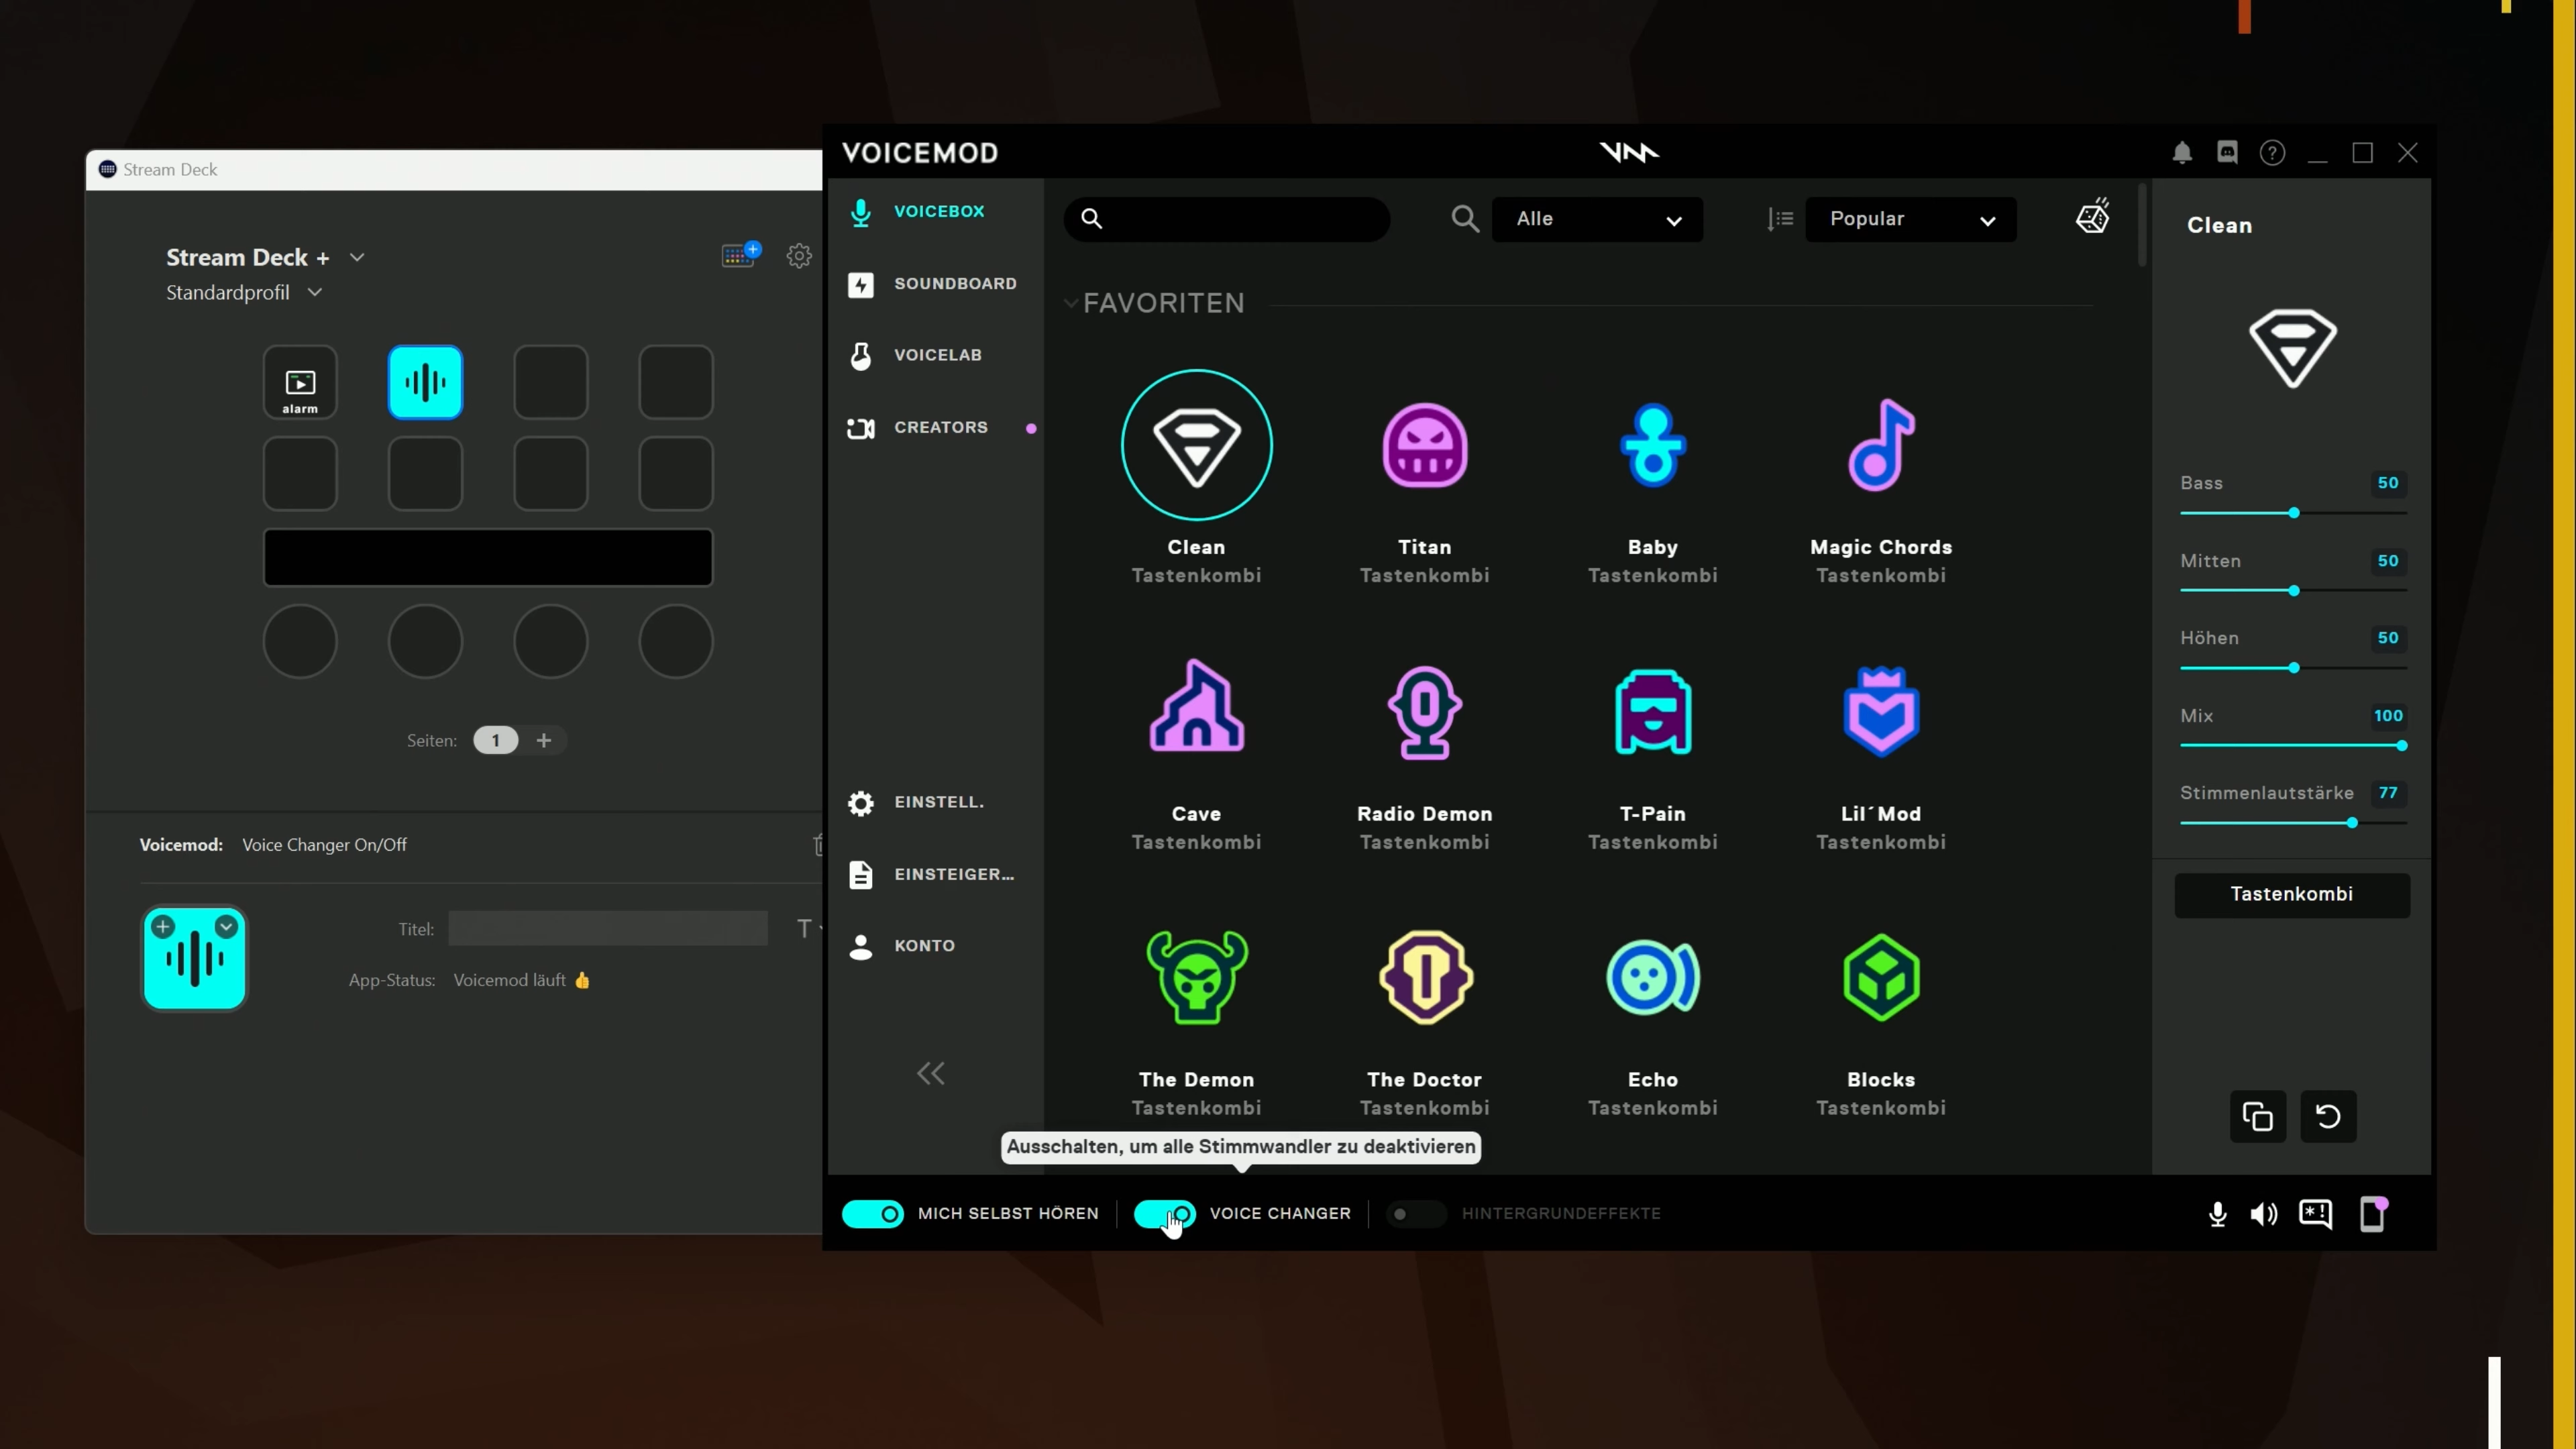 Stream Deck
Stream Deck +
Standardprofil
alarm
Seiten:
1
Voicemod: Voice Changer On/Off
Titel:
T
App-Status: Voicemod läuft 👍
VOICEMOD
VOICEBOX
SOUNDBOARD
VOICELAB
CREATORS
EINSTELL.
EINSTEIGER...
KONTO
Alle
Popular
FAVORITEN
Clean
Tastenkombi
Titan
Tastenkombi
Baby
Tastenkombi
Magic Chords
Tastenkombi
Cave
Tastenkombi
Radio Demon
Tastenkombi
T-Pain
Tastenkombi
Lil´Mod
Tastenkombi
The Demon
Tastenkombi
The Doctor
Tastenkombi
Echo
Tastenkombi
Blocks
Tastenkombi
Ausschalten, um alle Stimmwandler zu deaktivieren
MICH SELBST HÖREN
VOICE CHANGER
HINTERGRUNDEFFEKTE
Clean
Bass 50
Mitten 50
Höhen 50
Mix 100
Stimmenlautstärke 77
Tastenkombi